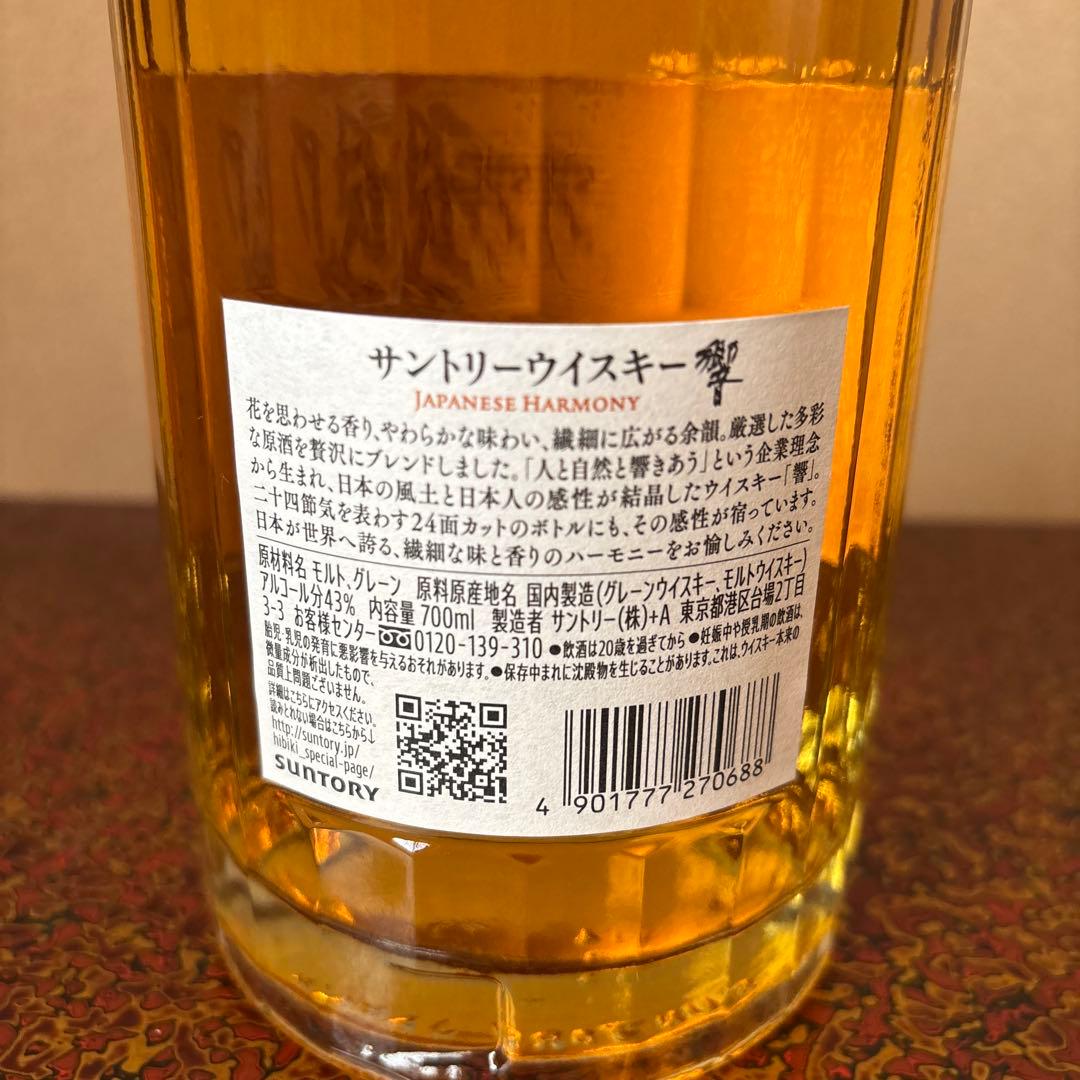 サントリーウイスキー 響
JAPANESE HARMONY
花を思わせる香り、やわらかな味わい、繊細に広がる余韻。厳選した多彩
な原酒を贅沢にブレンドしました。「人と自然と響きあう」という企業理念
から生まれ、日本の風土と日本人の感性が結晶したウイスキー「響」。
二十四節気を表わす24面カットのボトルにも、その感性が宿っています。
日本が世界へ誇る、繊細な味と香りのハーモニーをお愉しみください。
原材料名 モルト、グレーン 原料原産地名 国内製造(グレーンウイスキー、モルトウイスキー)
アルコール分43% 内容量 700ml 製造者 サントリー(株)+A 東京都港区台場2丁目
3-3 お客様センター 0120-139-310 ●飲酒は20歳を過ぎてから ●妊娠中や授乳期の飲酒は、
胎児・乳児の発育に悪影響を与えるおそれがあります。●保存中まれに沈殿物を生じることがあります。これは、ウイスキー本来の
微量成分が析出したもので、
品質上問題ございません。
詳細はこちらにアクセスください。
読みとれない場合はこちらから↓
http://suntory.jp/
hibiki_special-page/
SUNTORY
4 901777 270688